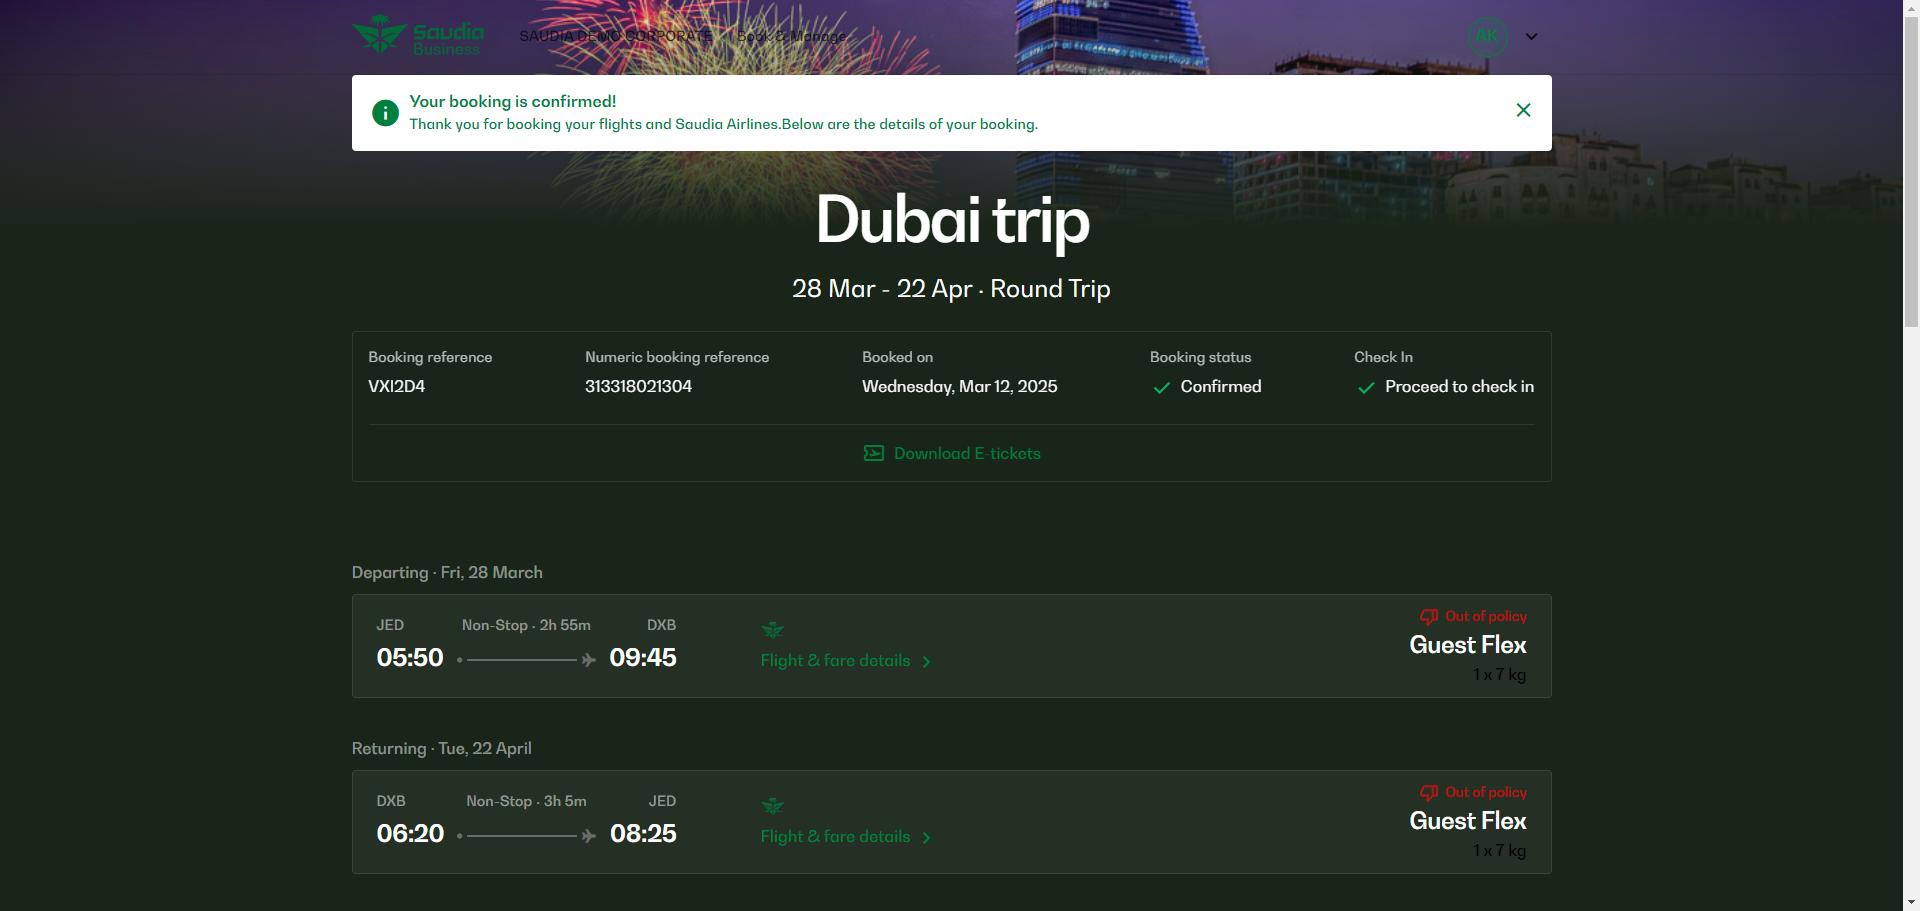 Saudia
Business
SAUDIA DEMO CORPORATE
Book & Manage
AK
Your booking is confirmed!
Thank you for booking your flights and Saudia Airlines.Below are the details of your booking.
Dubai trip
28 Mar - 22 Apr · Round Trip
Booking reference
Numeric booking reference
Booked on
Booking status
Check In
VXI2D4
313318021304
Wednesday, Mar 12, 2025
Confirmed
Proceed to check in
Download E-tickets
Departing · Fri, 28 March
JED
Non-Stop · 2h 55m
DXB
05:50
09:45
Flight & fare details
Out of policy
Guest Flex
1 x 7 kg
Returning · Tue, 22 April
DXB
Non-Stop · 3h 5m
JED
06:20
08:25
Flight & fare details
Out of policy
Guest Flex
1 x 7 kg